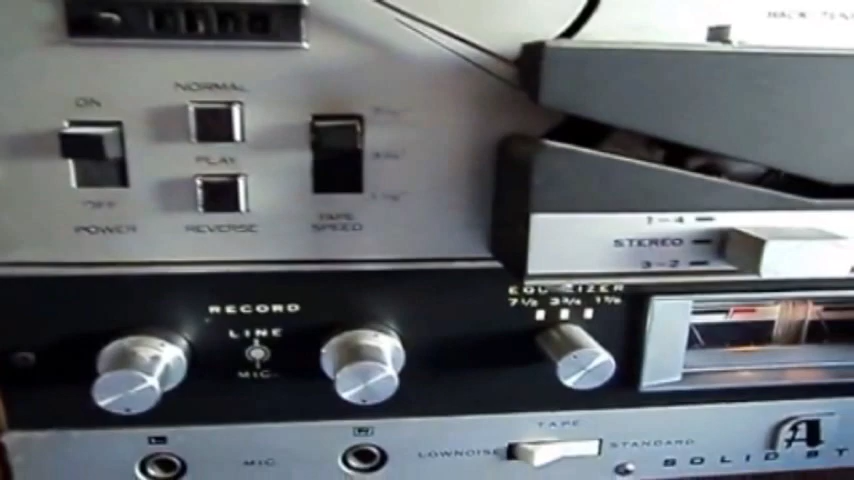 ON
OFF
POWER
NORMAL
PLAY
REVERSE
TAPE
SPEED
1-4
STEREO
3-2
RECORD
LINE
MIC.
7½ 3¾ 1⅞
L
MIC
R
TAPE
LOWNOISE
STANDARD
A
SOLID ST